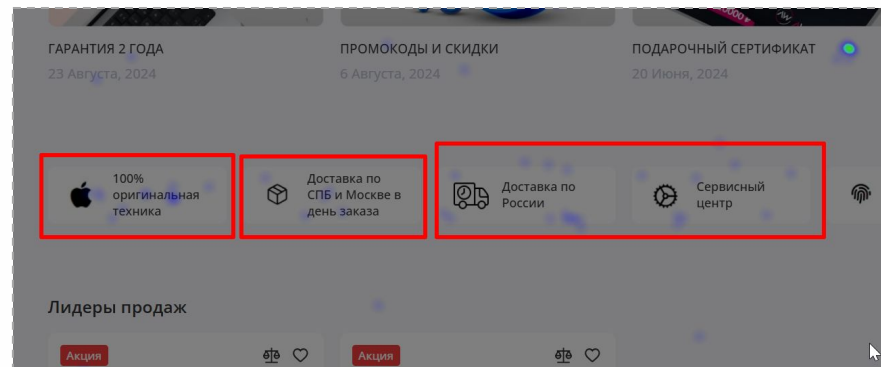 ГАРАНТИЯ 2 ГОДА
23 Августа, 2024
ПРОМОКОДЫ И СКИДКИ
6 Августа, 2024
ПОДАРОЧНЫЙ СЕРТИФИКАТ
20 Июня, 2024
100%
оригинальная
техника
Доставка по
СПБ и Москве в
день заказа
Доставка по
России
Сервисный
центр
Лидеры продаж
Акция
Акция